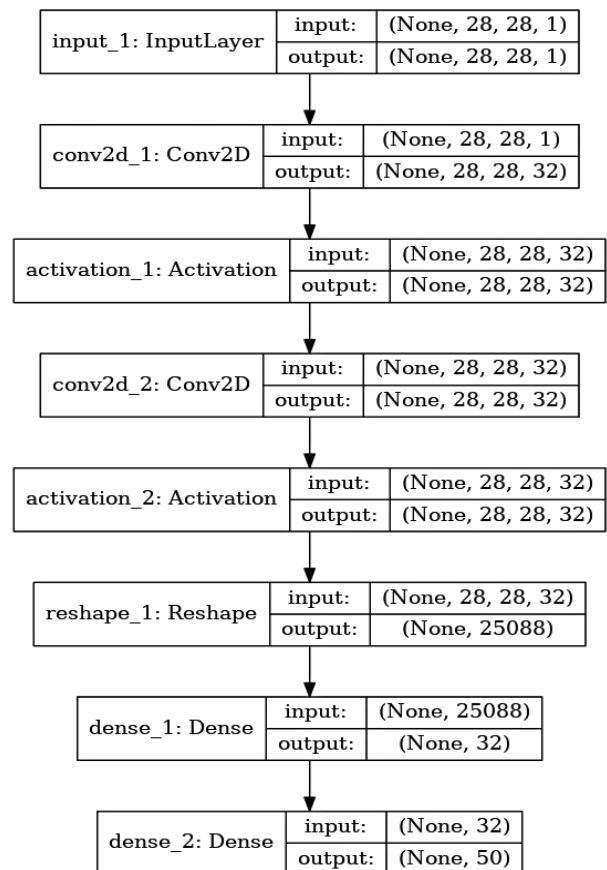 input_1: InputLayer
input: (None, 28, 28, 1)
output: (None, 28, 28, 1)
conv2d_1: Conv2D
input: (None, 28, 28, 1)
output: (None, 28, 28, 32)
activation_1: Activation
input: (None, 28, 28, 32)
output: (None, 28, 28, 32)
conv2d_2: Conv2D
input: (None, 28, 28, 32)
output: (None, 28, 28, 32)
activation_2: Activation
input: (None, 28, 28, 32)
output: (None, 28, 28, 32)
reshape_1: Reshape
input: (None, 28, 28, 32)
output: (None, 25088)
dense_1: Dense
input: (None, 25088)
output: (None, 32)
dense_2: Dense
input: (None, 32)
output: (None, 50)